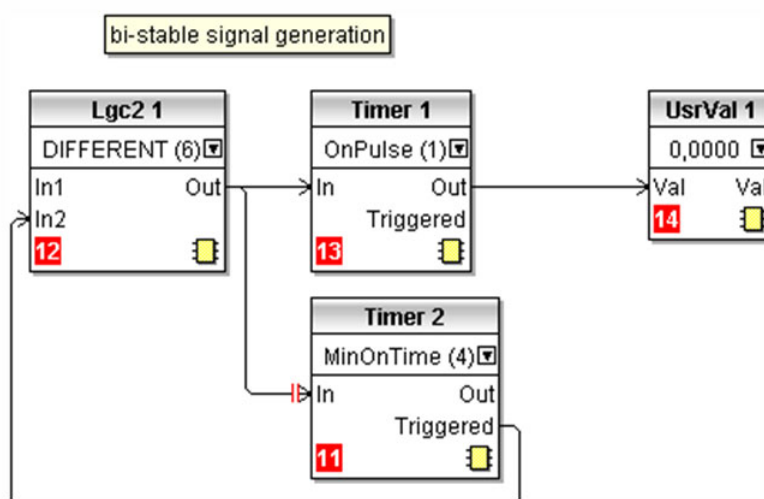 bi-stable signal generation
Lgc2 1
DIFFERENT (6)
In1 Out
In2
12
Timer 1
OnPulse (1)
In Out
Triggered
13
UsrVal 1
0,0000
Val Val
14
Timer 2
MinOnTime (4)
In Out
Triggered
11